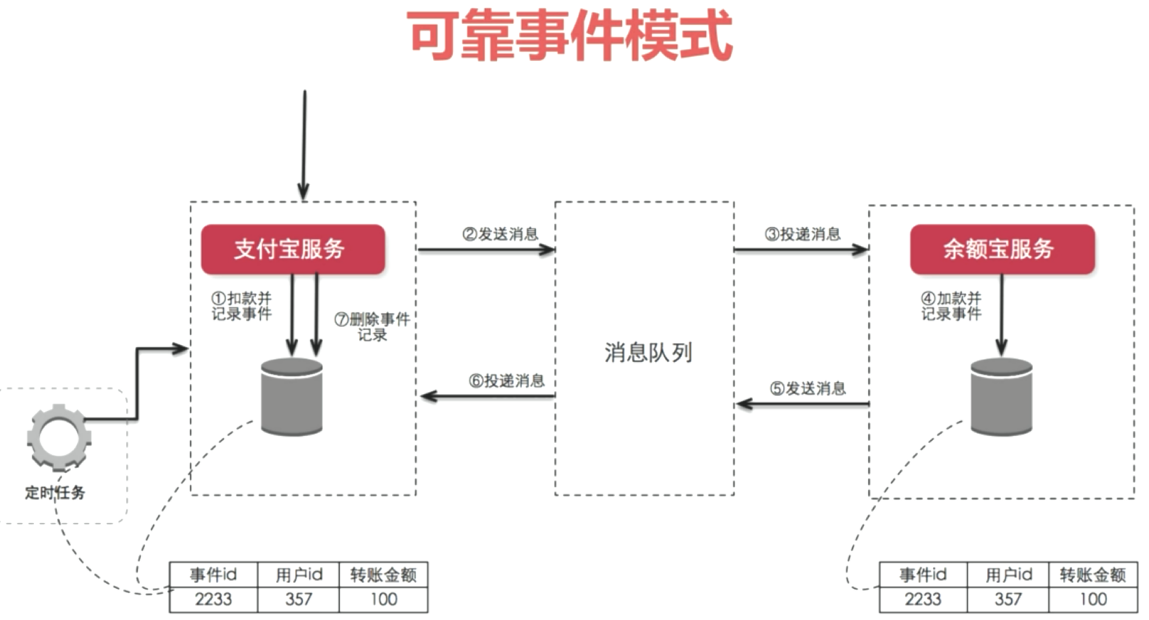 可靠事件模式
支付宝服务
②发送消息
③投递消息
余额宝服务
①扣款并
记录事件
⑦删除事件
记录
④加款并
记录事件
消息队列
⑥投递消息
⑤发送消息
定时任务
事件id 用户id 转账金额
2233 357 100
事件id 用户id 转账金额
2233 357 100